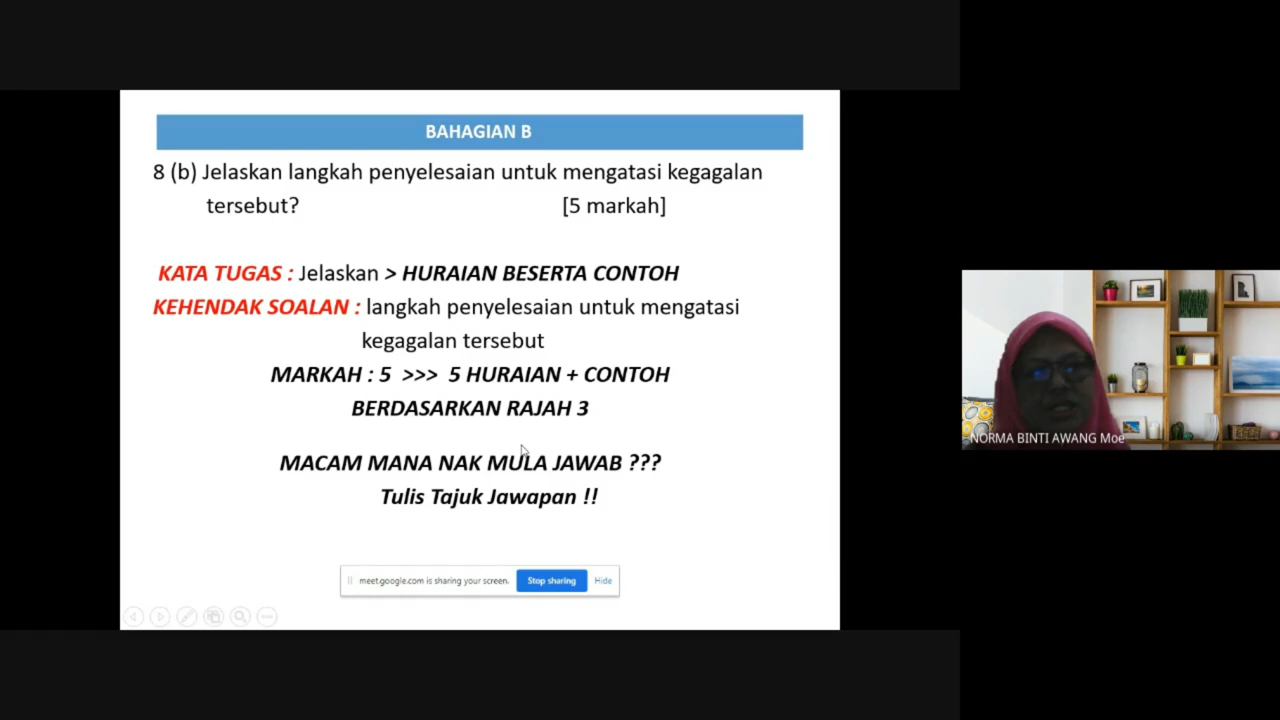 BAHAGIAN B
8 (b) Jelaskan langkah penyelesaian untuk mengatasi kegagalan
tersebut? [5 markah]
KATA TUGAS : Jelaskan > HURAIAN BESERTA CONTOH
KEHENDAK SOALAN : langkah penyelesaian untuk mengatasi
kegagalan tersebut
MARKAH : 5 >>> 5 HURAIAN + CONTOH
BERDASARKAN RAJAH 3
MACAM MANA NAK MULA JAWAB ???
Tulis Tajuk Jawapan !!
meet.google.com is sharing your screen. Stop sharing Hide
NORMA BINTI AWANG Moe